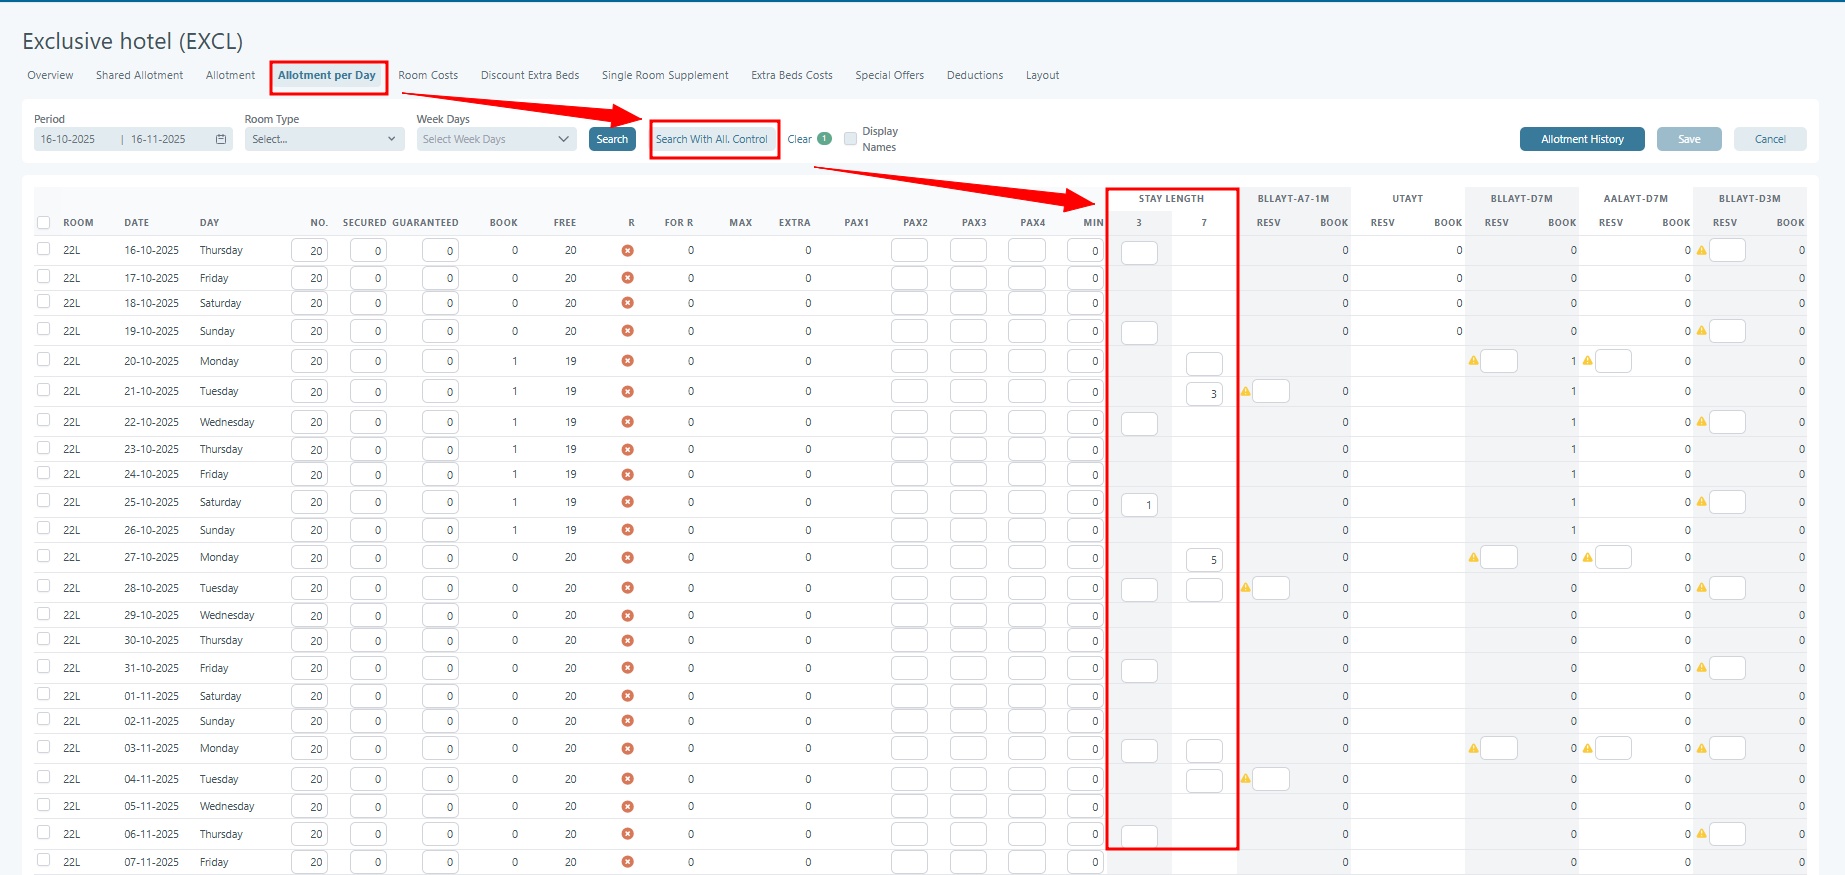 Exclusive hotel (EXCL)
Overview Shared Allotment Allotment Allotment per Day Room Costs Discount Extra Beds Single Room Supplement Extra Beds Costs Special Offers Deductions Layout
Period Room Type Week Days
16-10-2025 | 16-11-2025 Select... Select Week Days Search Search With All. Control Clear 1 Display Names Allotment History Save Cancel
STAY LENGTH BLLAYT-A7-1M UTAYT BLLAYT-D7M AALAYT-D7M BLLAYT-D3M
ROOM DATE DAY NO. SECURED GUARANTEED BOOK FREE R FOR R MAX EXTRA PAX1 PAX2 PAX3 PAX4 MIN 3 7 RESV BOOK RESV BOOK RESV BOOK RESV BOOK RESV BOOK
22L 16-10-2025 Thursday 20 0 0 0 20 0 0 0 0 0 0 0 0
22L 17-10-2025 Friday 20 0 0 0 20 0 0 0 0 0 0 0 0
22L 18-10-2025 Saturday 20 0 0 0 20 0 0 0 0 0 0 0 0
22L 19-10-2025 Sunday 20 0 0 0 20 0 0 0 0 0 0 0 0
22L 20-10-2025 Monday 20 0 0 1 19 0 0 0 1 0 0
22L 21-10-2025 Tuesday 20 0 0 1 19 0 0 0 3 0 1 0 0
22L 22-10-2025 Wednesday 20 0 0 1 19 0 0 0 0 1 0 0
22L 23-10-2025 Thursday 20 0 0 1 19 0 0 0 0 1 0 0
22L 24-10-2025 Friday 20 0 0 1 19 0 0 0 0 1 0 0
22L 25-10-2025 Saturday 20 0 0 1 19 0 0 0 1 0 1 0 0
22L 26-10-2025 Sunday 20 0 0 1 19 0 0 0 0 1 0 0
22L 27-10-2025 Monday 20 0 0 0 20 0 0 0 5 0 0 0 0
22L 28-10-2025 Tuesday 20 0 0 0 20 0 0 0 0 0 0 0
22L 29-10-2025 Wednesday 20 0 0 0 20 0 0 0 0 0 0 0
22L 30-10-2025 Thursday 20 0 0 0 20 0 0 0 0 0 0 0
22L 31-10-2025 Friday 20 0 0 0 20 0 0 0 0 0 0 0
22L 01-11-2025 Saturday 20 0 0 0 20 0 0 0 0 0 0 0
22L 02-11-2025 Sunday 20 0 0 0 20 0 0 0 0 0 0 0
22L 03-11-2025 Monday 20 0 0 0 20 0 0 0 0 0 0 0
22L 04-11-2025 Tuesday 20 0 0 0 20 0 0 0 0 0 0 0
22L 05-11-2025 Wednesday 20 0 0 0 20 0 0 0 0 0 0 0
22L 06-11-2025 Thursday 20 0 0 0 20 0 0 0 0 0 0 0
22L 07-11-2025 Friday 20 0 0 0 20 0 0 0 0 0 0 0